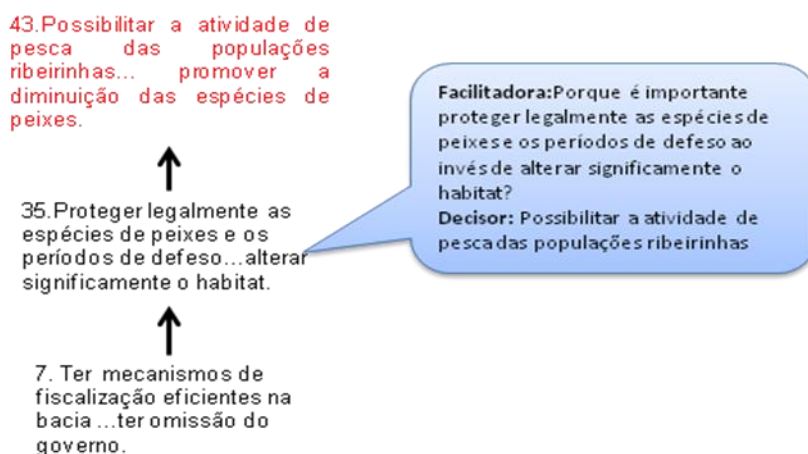 43.Possibilitar a atividade de
pesca das populações
ribeirinhas... promover a
diminuição das espécies de
peixes.
Facilitadora:Porque é importante
proteger legalmente as espécies de
peixes e os períodos de defeso ao
invés de alterar significamente o
habitat?
Decisor: Possibilitar a atividade de
pesca das populações ribeirinhas
35.Proteger legalmente as
espécies de peixes e os
períodos de defeso...alterar
significamente o habitat.
7. Ter mecanismos de
fiscalização eficientes na
bacia ...ter omissão do
governo.